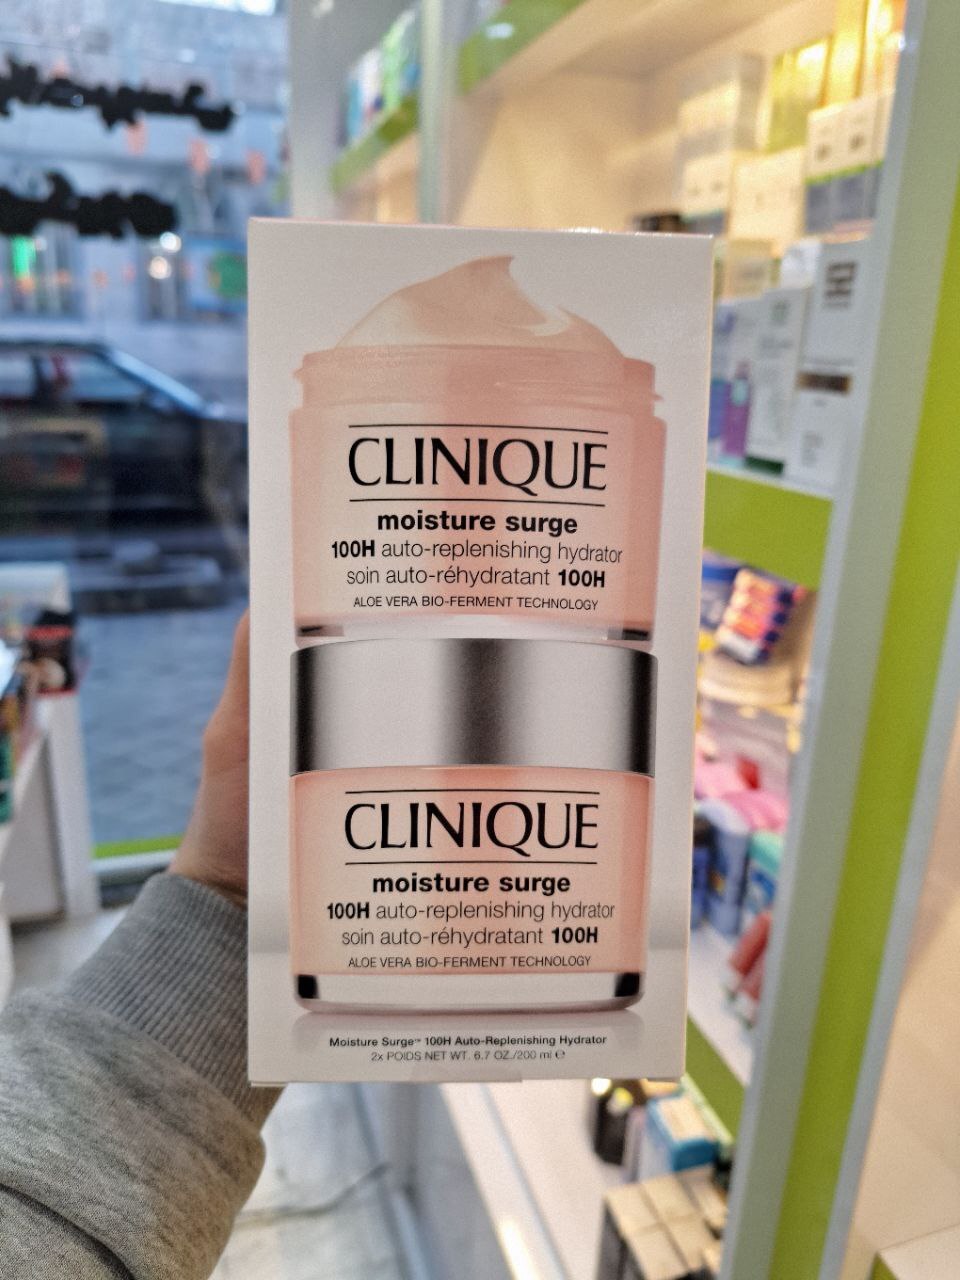 CLINIQUE
moisture surge
100H auto-replenishing hydrator
soin auto-réhydratant 100H
ALOE VERA BIO-FERMENT TECHNOLOGY
CLINIQUE
moisture surge
100H auto-replenishing hydrator
soin auto-réhydratant 100H
ALOE VERA BIO-FERMENT TECHNOLOGY
Moisture Surge™ 100H Auto-Replenishing Hydrator
2x POIDS NET WT. 6.7 OZ./200 ml ℮